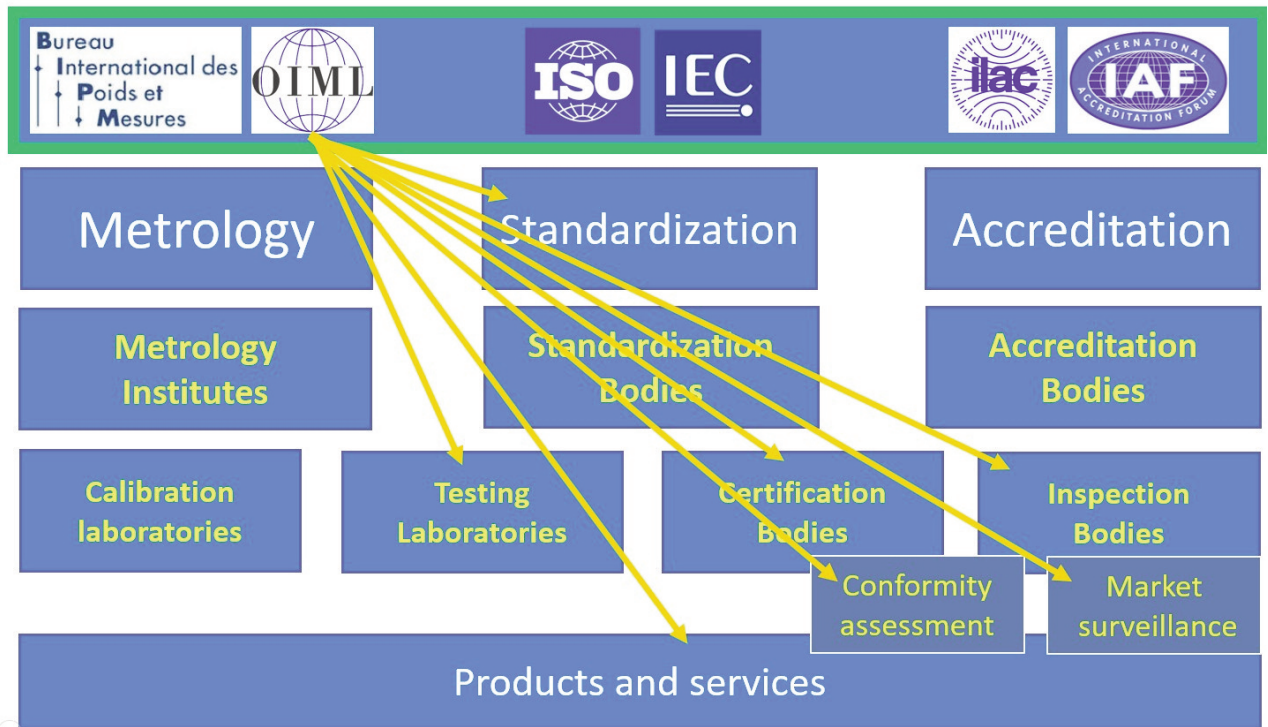 Bureau
International des
Poids et
Mesures
OIML
ISO
IEC
ilac
INTERNATIONAL
IAF
ACCREDITATION FORUM
Metrology
Standardization
Accreditation
Metrology
Institutes
Standardization
Bodies
Accreditation
Bodies
Calibration
laboratories
Testing
Laboratories
Certification
Bodies
Inspection
Bodies
Conformity
assessment
Market
surveillance
Products and services